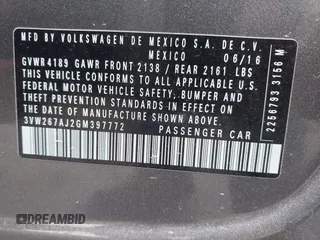 MFD BY VOLKSWAGEN DE MEXICO S.A. DE C.V.
MEXICO 06/16
GVWR 4189 GAWR FRONT 2138 / REAR 2161 LBS
THIS VEHICLE CONFORMS TO ALL APPLICABLE U.S.
FEDERAL MOTOR VEHICLE SAFETY, BUMPER AND
THEFT PREVENTION STANDARDS IN EFFECT
ON THE DATE OF MANUFACTURE SHOWN ABOVE
3VW267AJ2GM397772 PASSENGER CAR
2256793 3156 M
DREAMBID